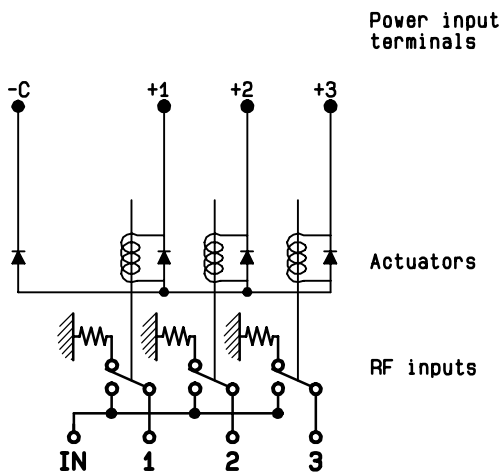 Power input
terminals
-C +1 +2 +3
Actuators
RF inputs
IN 1 2 3